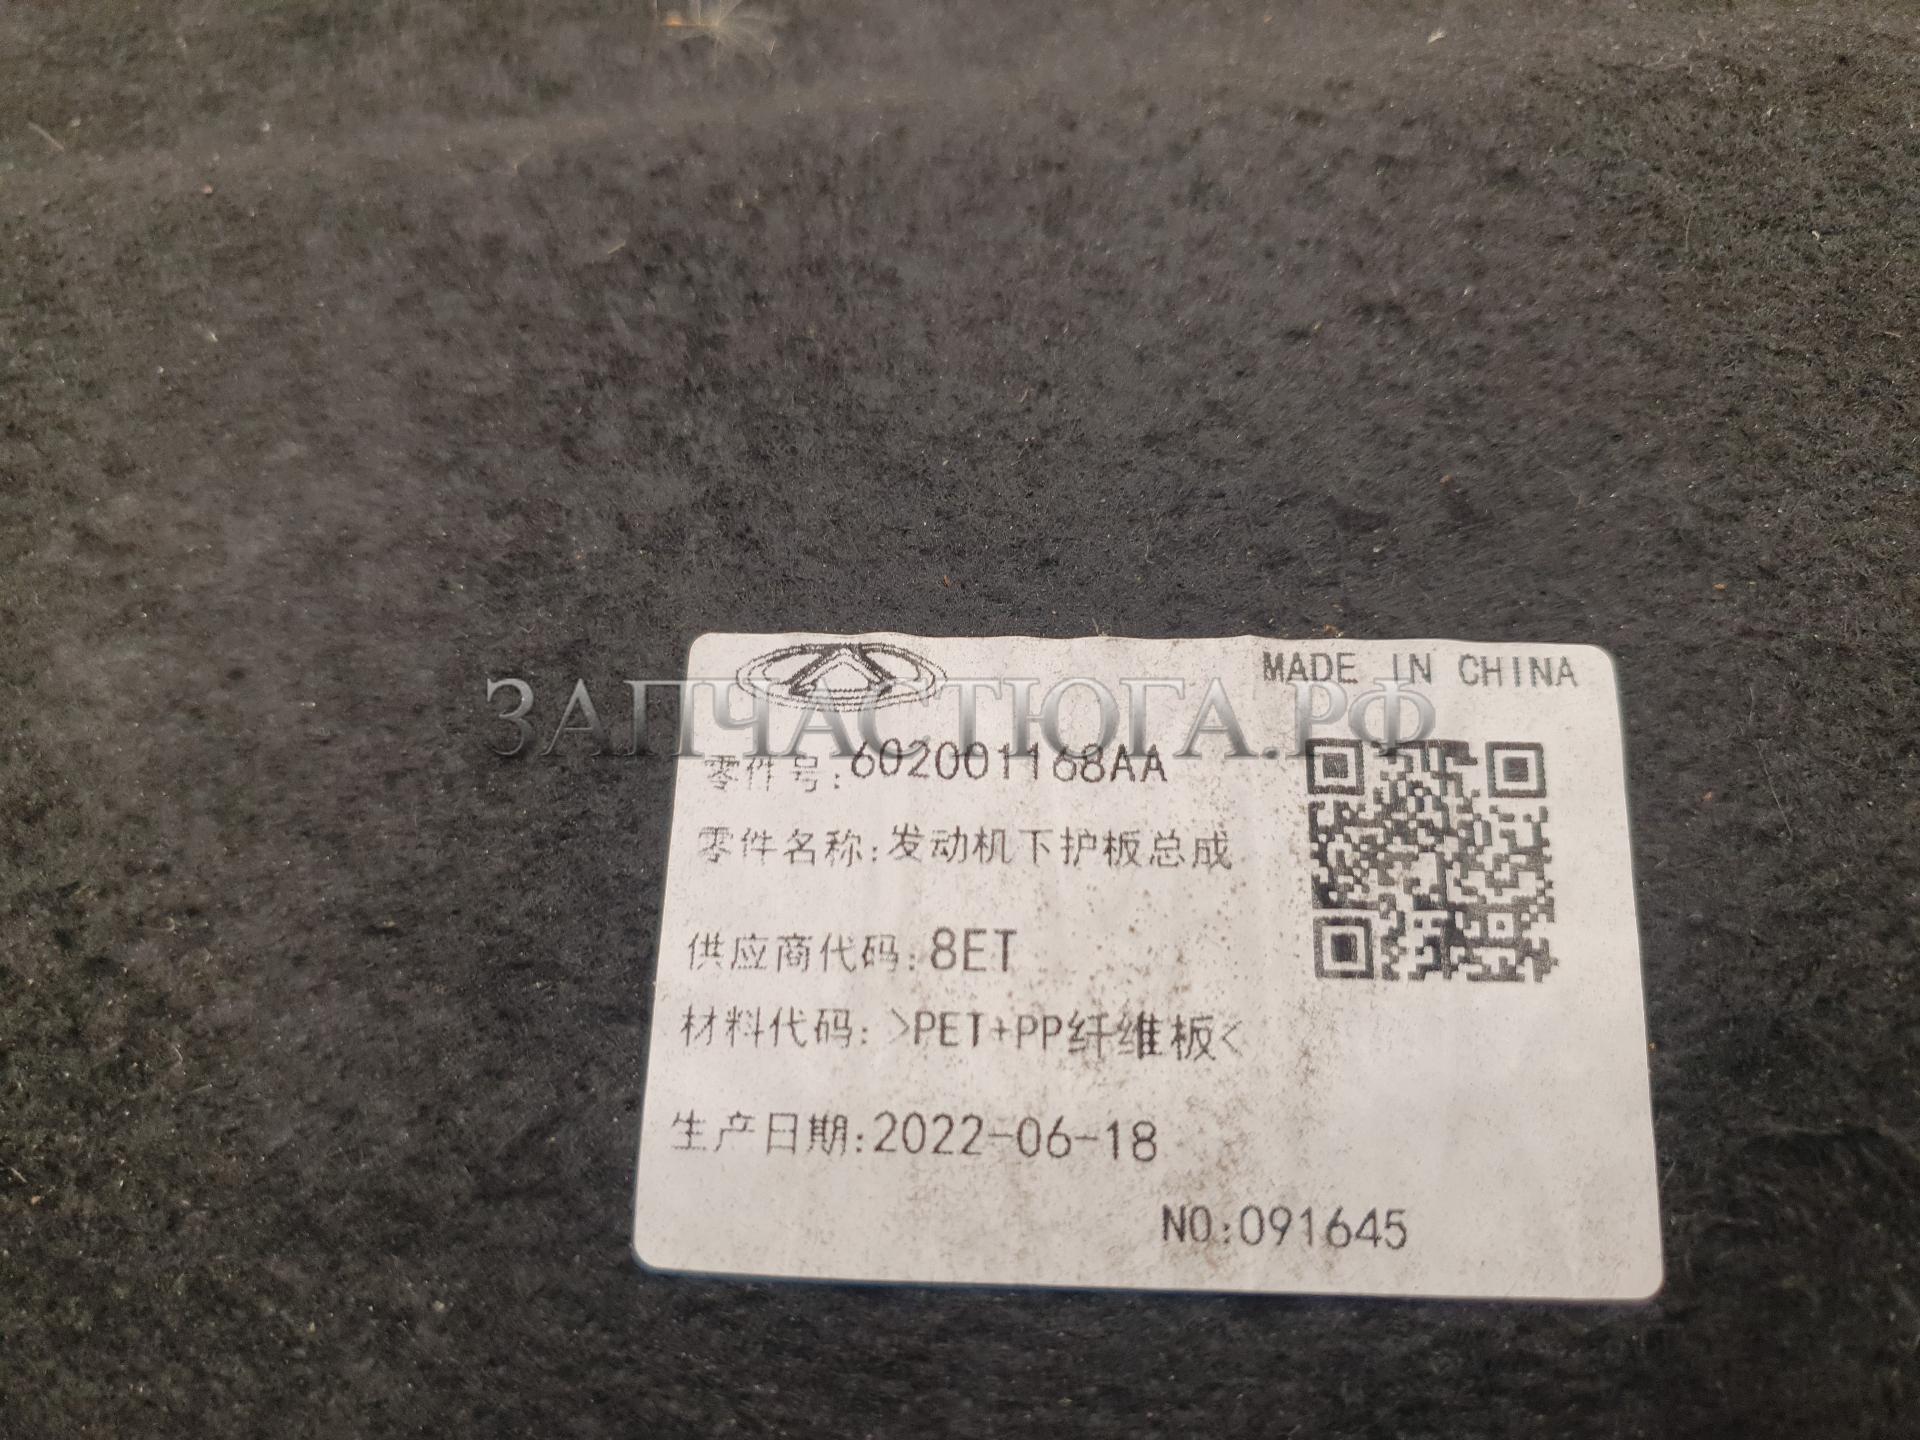 MADE IN CHINA
ЗАПЧАСТЮГА.РФ
零件号:602001168AA
零件名称:发动机下护板总成
供应商代码:8ET
材料代码:>PET+PP纤维板<
生产日期:2022-06-18
NO:091645